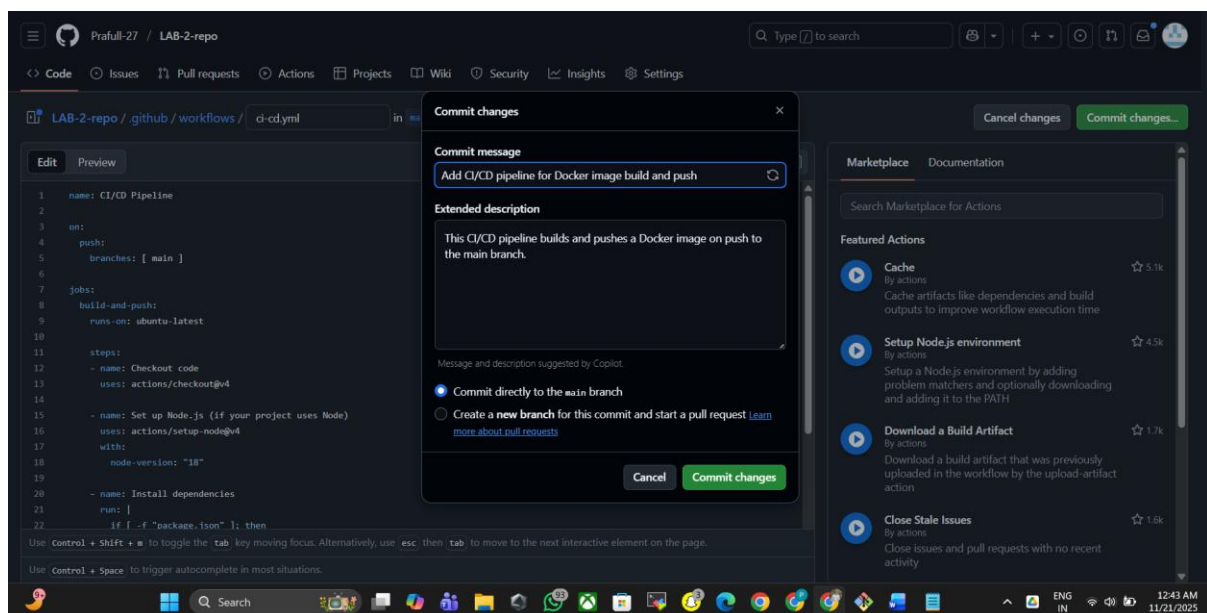 Prafull-27 / LAB-2-repo
Type / to search
Code Issues Pull requests Actions Projects Wiki Security Insights Settings
LAB-2-repo / .github / workflows / ci-cd.yml in
Cancel changes Commit changes...
Edit Preview
1 name: CI/CD Pipeline
2
3 on:
4 push:
5 branches: [ main ]
6
7 jobs:
8 build-and-push:
9 runs-on: ubuntu-latest
10
11 steps:
12 - name: Checkout code
13 uses: actions/checkout@v4
14
15 - name: Set up Node.js (if your project uses Node)
16 uses: actions/setup-node@v4
17 with:
18 node-version: "18"
19
20 - name: Install dependencies
21 run: |
22 if [ -f "package.json" ]; then
Use Control + Shift + m to toggle the tab key moving focus. Alternatively, use esc then tab to move to the next interactive element on the page.
Use Control + Space to trigger autocomplete in most situations.
Commit changes
Commit message
Add CI/CD pipeline for Docker image build and push
Extended description
This CI/CD pipeline builds and pushes a Docker image on push to
the main branch.
Message and description suggested by Copilot.
Commit directly to the main branch
Create a new branch for this commit and start a pull request Learn
more about pull requests
Cancel Commit changes
Marketplace Documentation
Search Marketplace for Actions
Featured Actions
Cache 5.1k
By actions
Cache artifacts like dependencies and build
outputs to improve workflow execution time
Setup Node.js environment 4.5k
By actions
Setup a Node.js environment by adding
problem matchers and optionally downloading
and adding it to the PATH
Download a Build Artifact 1.7k
By actions
Download a build artifact that was previously
uploaded in the workflow by the upload-artifact
action
Close Stale Issues 1.6k
By actions
Close issues and pull requests with no recent
activity
9+
Search
93
3
ENG
IN
12:43 AM
11/21/2025